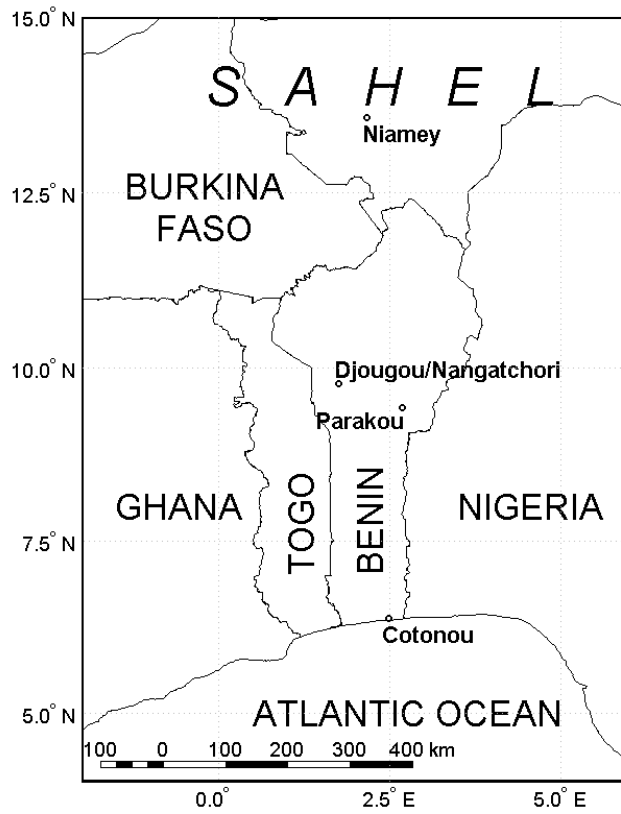 15.0° N
S A H E L
Niamey
BURKINA
FASO
12.5° N
10.0° N
Djougou/Nangatchori
Parakou
GHANA
TOGO
BENIN
NIGERIA
7.5° N
Cotonou
5.0° N
ATLANTIC OCEAN
100 0 100 200 300 400 km
0.0° 2.5° E 5.0° E